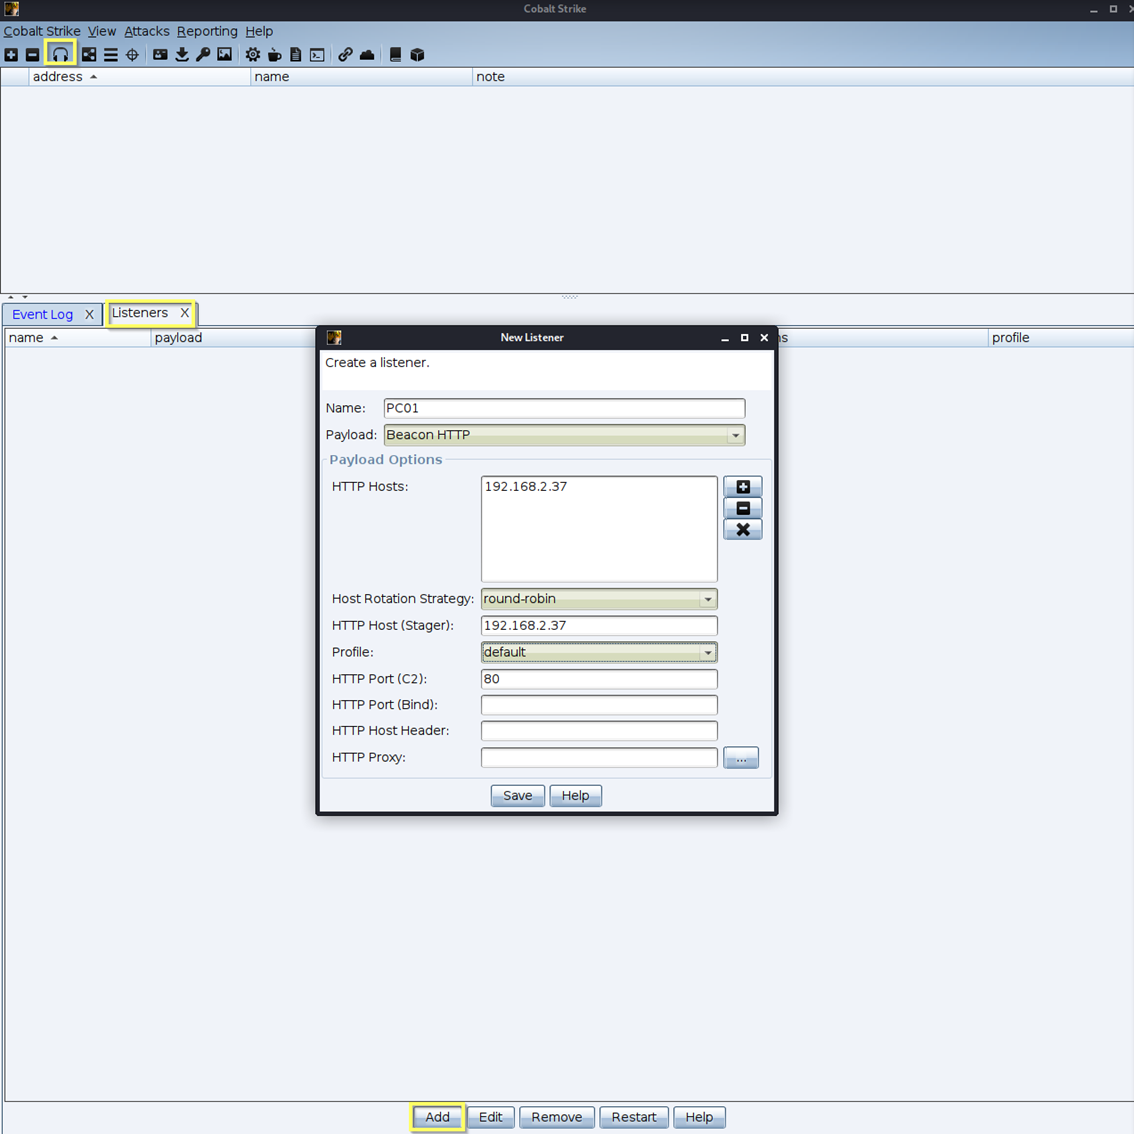 Cobalt Strike
Cobalt Strike View Attacks Reporting Help
address name note
Event Log X Listeners X
name payload profile
New Listener
Create a listener.
Name: PC01
Payload: Beacon HTTP
Payload Options
HTTP Hosts: 192.168.2.37
Host Rotation Strategy: round-robin
HTTP Host (Stager): 192.168.2.37
Profile: default
HTTP Port (C2): 80
HTTP Port (Bind):
HTTP Host Header:
HTTP Proxy: ...
Save Help
Add Edit Remove Restart Help